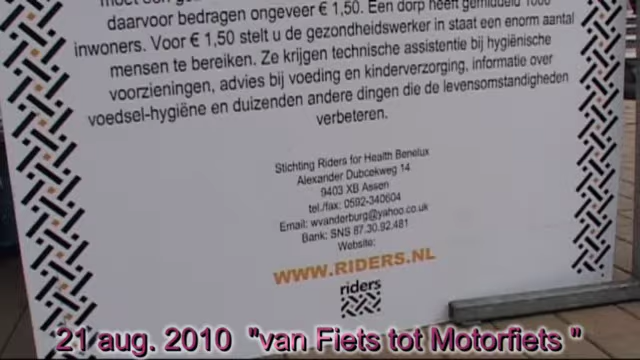 daarvoor bedragen ongeveer € 1,50. Een dorp heeft gemiddeld 1000
inwoners. Voor € 1,50 stelt u de gezondheidswerker in staat een enorm aantal
mensen te bereiken. Ze krijgen technische assistentie bij hygiënische
voorzieningen, advies bij voeding en kinderverzorging, informatie over
voedsel-hygiëne en duizenden andere dingen die de levensomstandigheden
verbeteren.
Stichting Riders for Health Benelux
Alexander Dubcekweg 14
9403 XB Assen
tel./fax: 0592-340604
Email: wvanderburg@yahoo.co.uk
Bank: SNS 87.30.92.481
Website:
WWW.RIDERS.NL
riders
21 aug. 2010 "van Fiets tot Motorfiets "